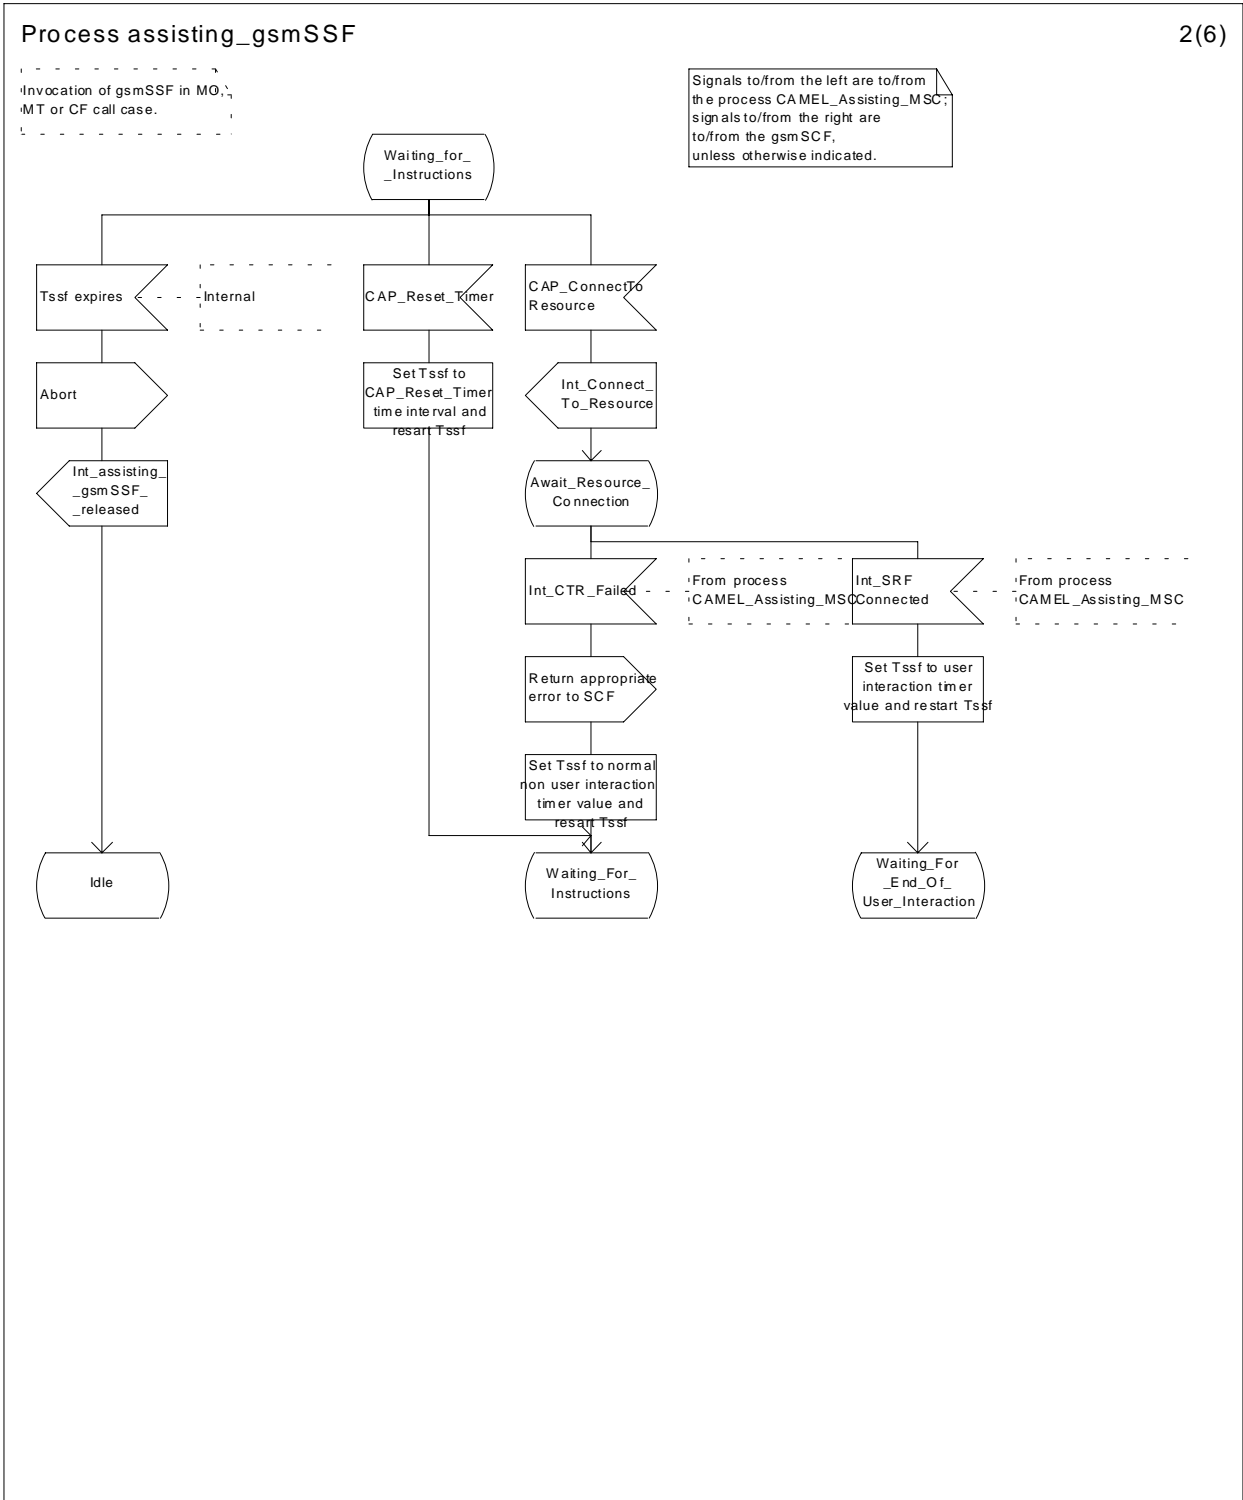 Process assisting_gsmSSF
2(6)
Invocation of gsmSSF in MO,
MT or CF call case.
Signals to/from the left are to/from
the process CAMEL_Assisting_MSC;
signals to/from the right are
to/from the gsmSCF,
unless otherwise indicated.
Waiting_for_
_Instructions
Tssf expires
Internal
CAP_Reset_Timer
CAP_ConnectTo
Resource
Abort
Set Tssf to
CAP_Reset_Timer
time interval and
resart Tssf
Int_Connect_
To_Resource
Int_assisting_
_gsmSSF_
_released
Await_Resource_
Connection
Int_CTR_Failed
From process
CAMEL_Assisting_MSC
Int_SRF
Connected
From process
CAMEL_Assisting_MSC
Return appropriate
error to SCF
Set Tssf to user
interaction timer
value and restart Tssf
Set Tssf to normal
non user interaction
timer value and
resart Tssf
Idle
Waiting_For_
Instructions
Waiting_For
_End_Of_
User_Interaction